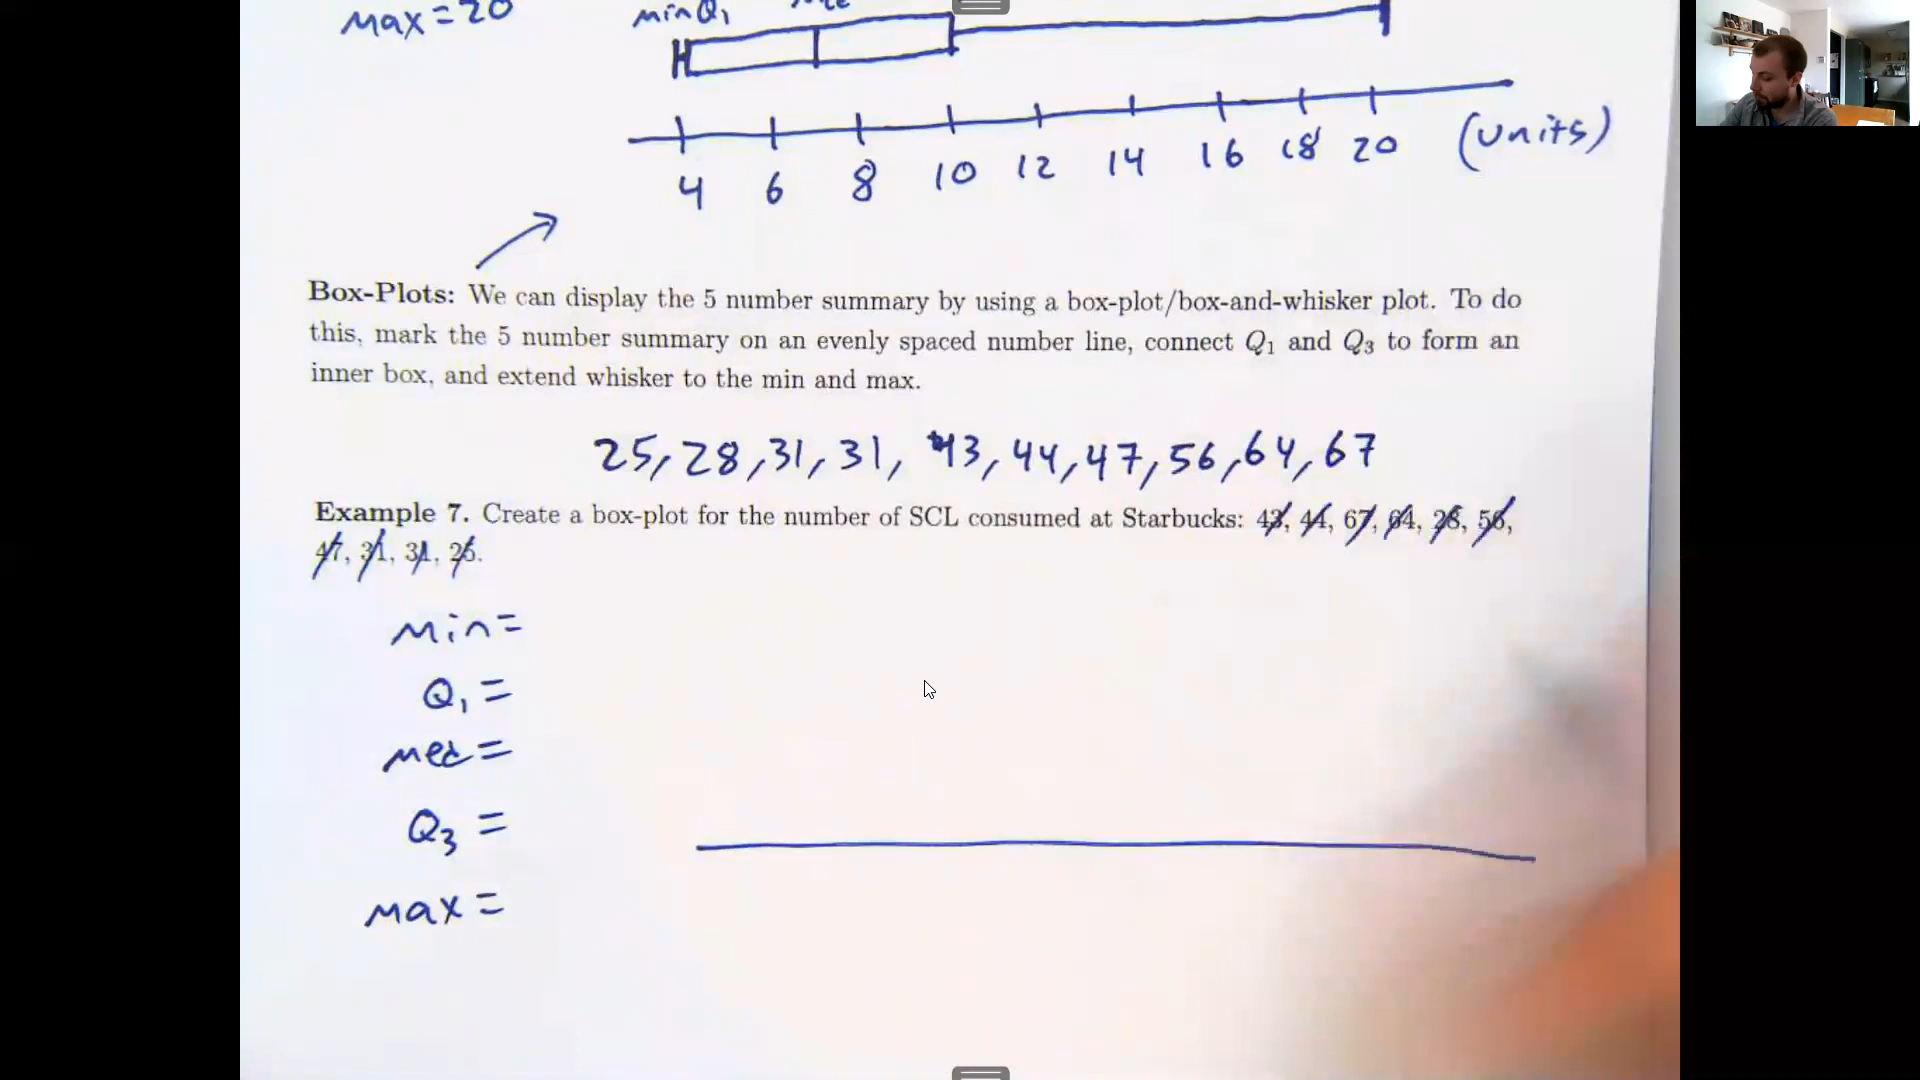 max = 20
min Q₁
4 6 8 10 12 14 16 18 20 (units)
Box-Plots: We can display the 5 number summary by using a box-plot/box-and-whisker plot. To do
this, mark the 5 number summary on an evenly spaced number line, connect Q₁ and Q₃ to form an
inner box, and extend whisker to the min and max.
25, 28, 31, 31, 43, 44, 47, 56, 64, 67
Example 7. Create a box-plot for the number of SCL consumed at Starbucks: 43, 44, 67, 64, 28, 56,
47, 31, 31, 25.
min =
Q₁ =
med =
Q₃ =
max =